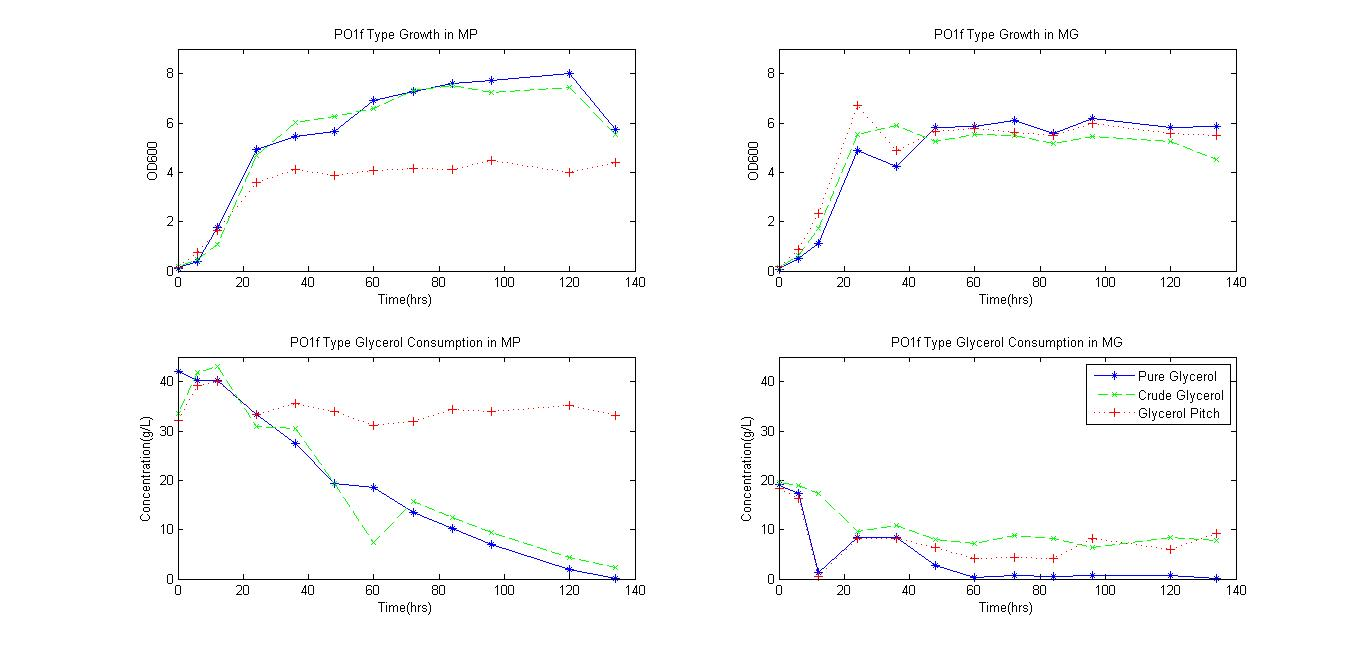 PO1f Type Growth in MP
OD600
8
6
4
2
0
0 20 40 60 80 100 120 140
Time(hrs)
PO1f Type Growth in MG
OD600
8
6
4
2
0
0 20 40 60 80 100 120 140
Time(hrs)
PO1f Type Glycerol Consumption in MP
Concentration(g/L)
40
30
20
10
0
0 20 40 60 80 100 120 140
Time(hrs)
PO1f Type Glycerol Consumption in MG
Concentration(g/L)
40
30
20
10
0
0 20 40 60 80 100 120 140
Time(hrs)
Pure Glycerol
Crude Glycerol
Glycerol Pitch